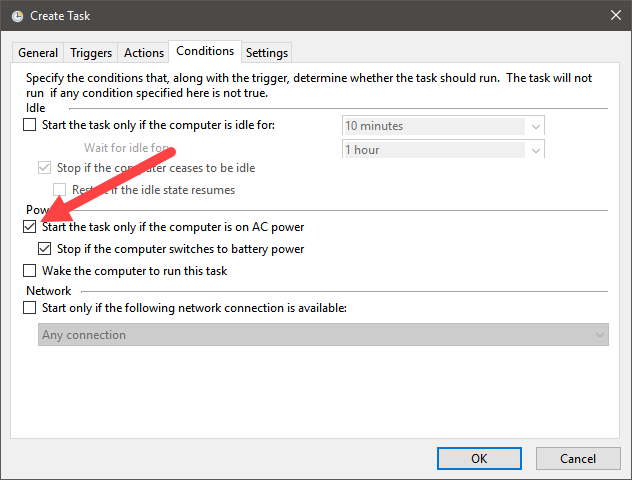 Create Task
General Triggers Actions Conditions Settings
Specify the conditions that, along with the trigger, determine whether the task should run.  The task will not
run  if any condition specified here is not true.
Idle
Start the task only if the computer is idle for: 10 minutes
Wait for idle for: 1 hour
Stop if the computer ceases to be idle
Restart if the idle state resumes
Power
Start the task only if the computer is on AC power
Stop if the computer switches to battery power
Wake the computer to run this task
Network
Start only if the following network connection is available:
Any connection
OK Cancel